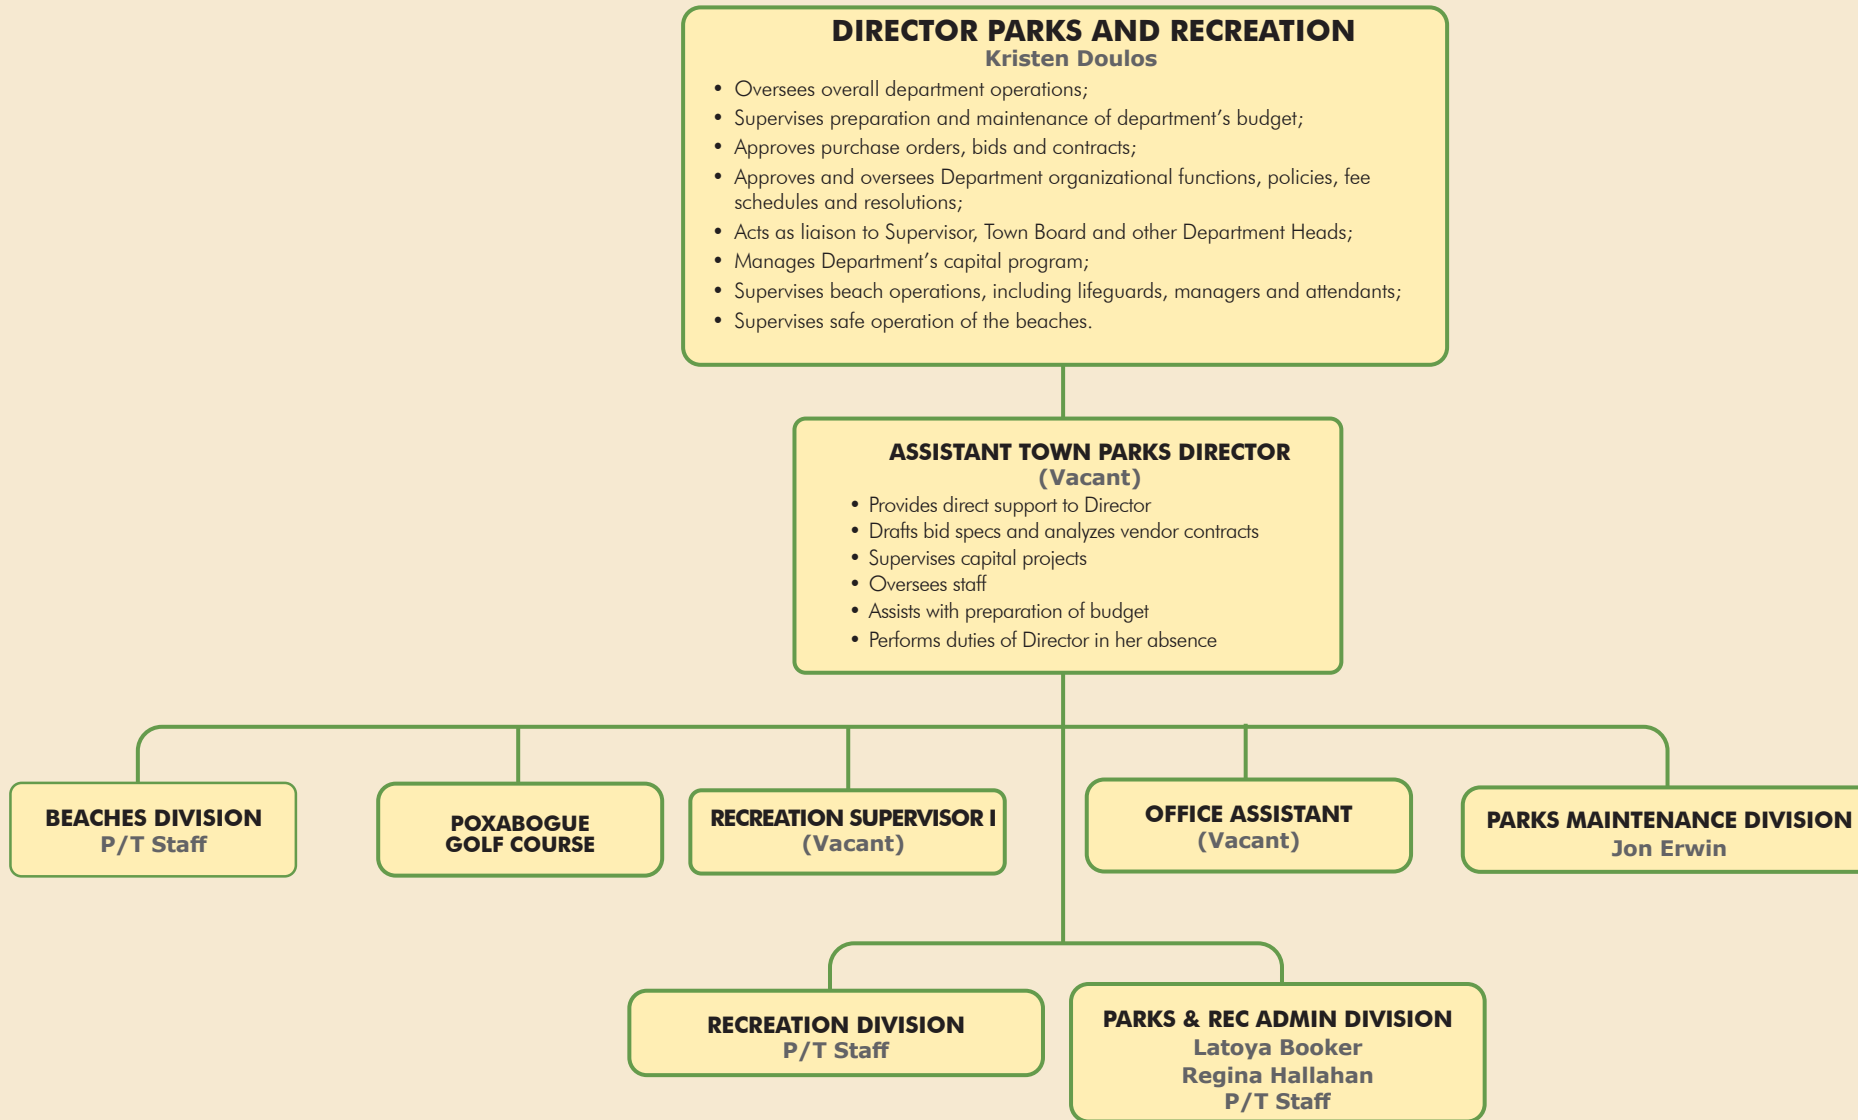 DIRECTOR PARKS AND RECREATION
Kristen Doulos
• Oversees overall department operations;
• Supervises preparation and maintenance of department’s budget;
• Approves purchase orders, bids and contracts;
• Approves and oversees Department organizational functions, policies, fee
schedules and resolutions;
• Acts as liaison to Supervisor, Town Board and other Department Heads;
• Manages Department’s capital program;
• Supervises beach operations, including lifeguards, managers and attendants;
• Supervises safe operation of the beaches.
ASSISTANT TOWN PARKS DIRECTOR
(Vacant)
• Provides direct support to Director
• Drafts bid specs and analyzes vendor contracts
• Supervises capital projects
• Oversees staff
• Assists with preparation of budget
• Performs duties of Director in her absence
BEACHES DIVISION
P/T Staff
POXABOGUE
GOLF COURSE
RECREATION SUPERVISOR I
(Vacant)
OFFICE ASSISTANT
(Vacant)
PARKS MAINTENANCE DIVISION
Jon Erwin
RECREATION DIVISION
P/T Staff
PARKS & REC ADMIN DIVISION
Latoya Booker
Regina Hallahan
P/T Staff